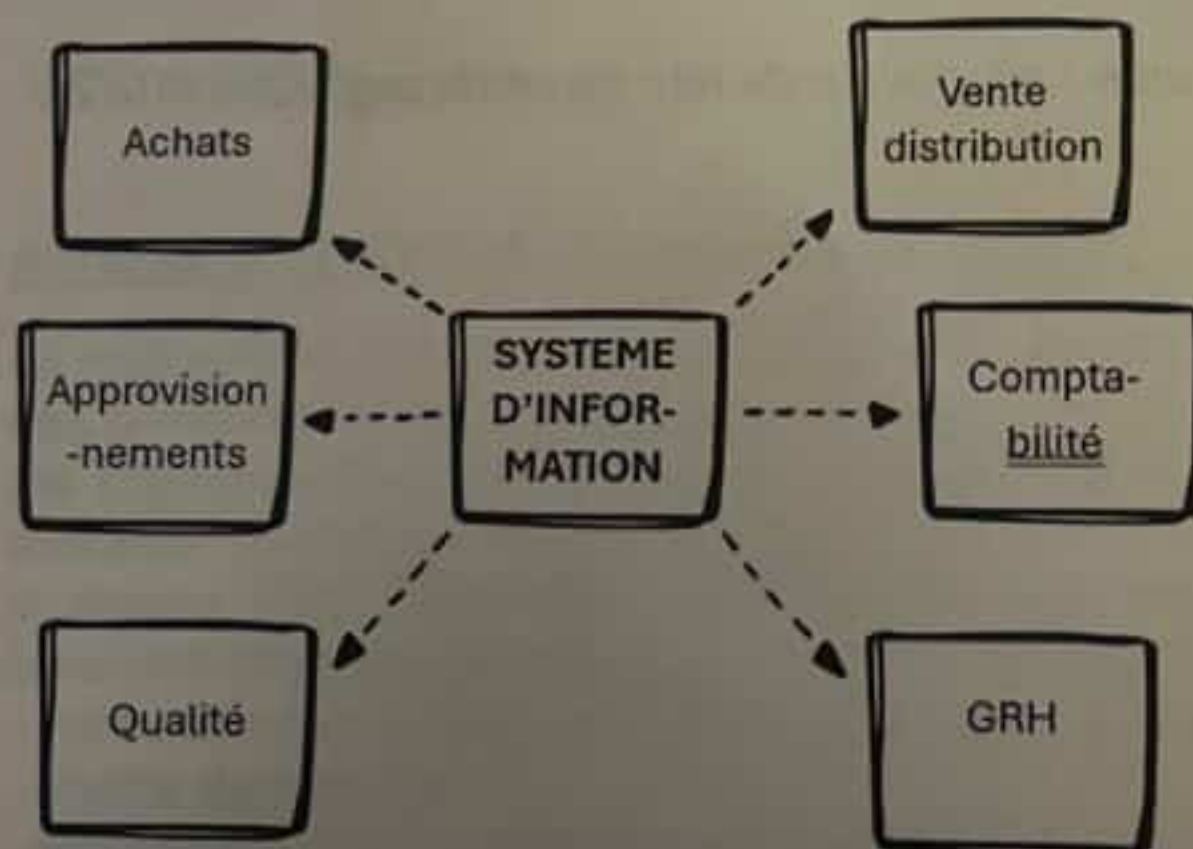 Achats
Vente
distribution
SYSTEME
D'INFOR-
MATION
Approvision
-nements
Compta-
bilité
Qualité
GRH